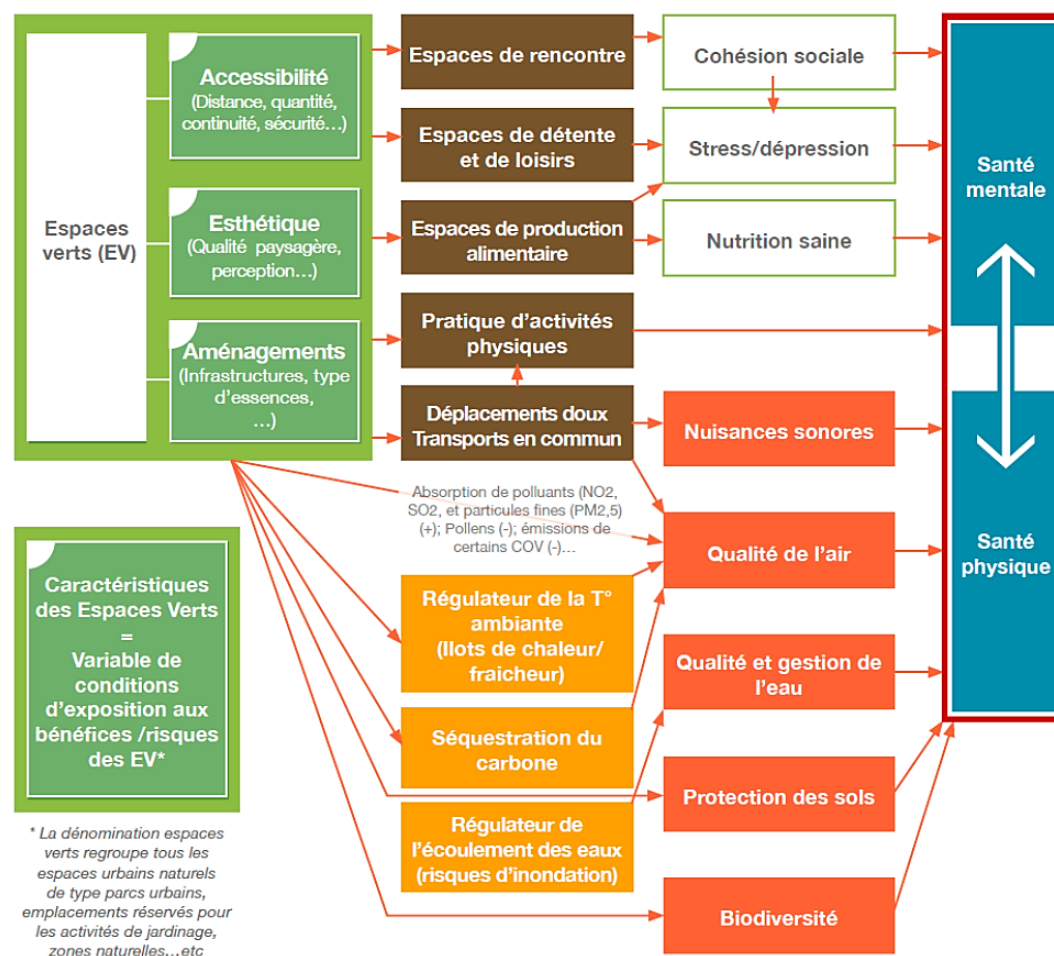 Espaces
verts (EV)
Accessibilité
(Distance, quantité,
continuité, sécurité...)
Esthétique
(Qualité paysagère,
perception...)
Aménagements
(Infrastructures, type
d'essences,
...)
Espaces de rencontre
Espaces de détente
et de loisirs
Espaces de production
alimentaire
Pratique d'activités
physiques
Déplacements doux
Transports en commun
Cohésion sociale
Stress/dépression
Nutrition saine
Nuisances sonores
Absorption de polluants (NO2,
SO2, et particules fines (PM2,5)
(+); Pollens (-); émissions de
certains COV (-)...
Qualité de l'air
Régulateur de la T°
ambiante
(Ilots de chaleur/
fraicheur)
Qualité et gestion de
l'eau
Séquestration du
carbone
Protection des sols
Régulateur de
l'écoulement des eaux
(risques d'inondation)
Biodiversité
Santé
mentale
Santé
physique
Caractéristiques
des Espaces Verts
=
Variable de
conditions
d'exposition aux
bénéfices /risques
des EV*
* La dénomination espaces
verts regroupe tous les
espaces urbains naturels
de type parcs urbains,
emplacements réservés pour
les activités de jardinage,
zones naturelles...etc